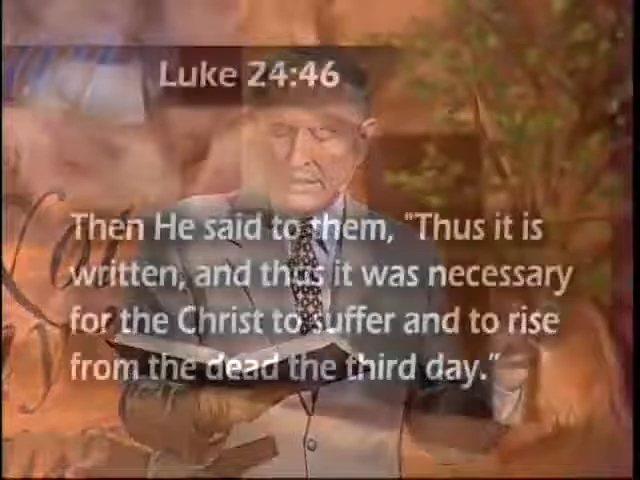 Luke 24:46
Then He said to them, "Thus it is
written, and thus it was necessary
for the Christ to suffer and to rise
from the dead the third day."